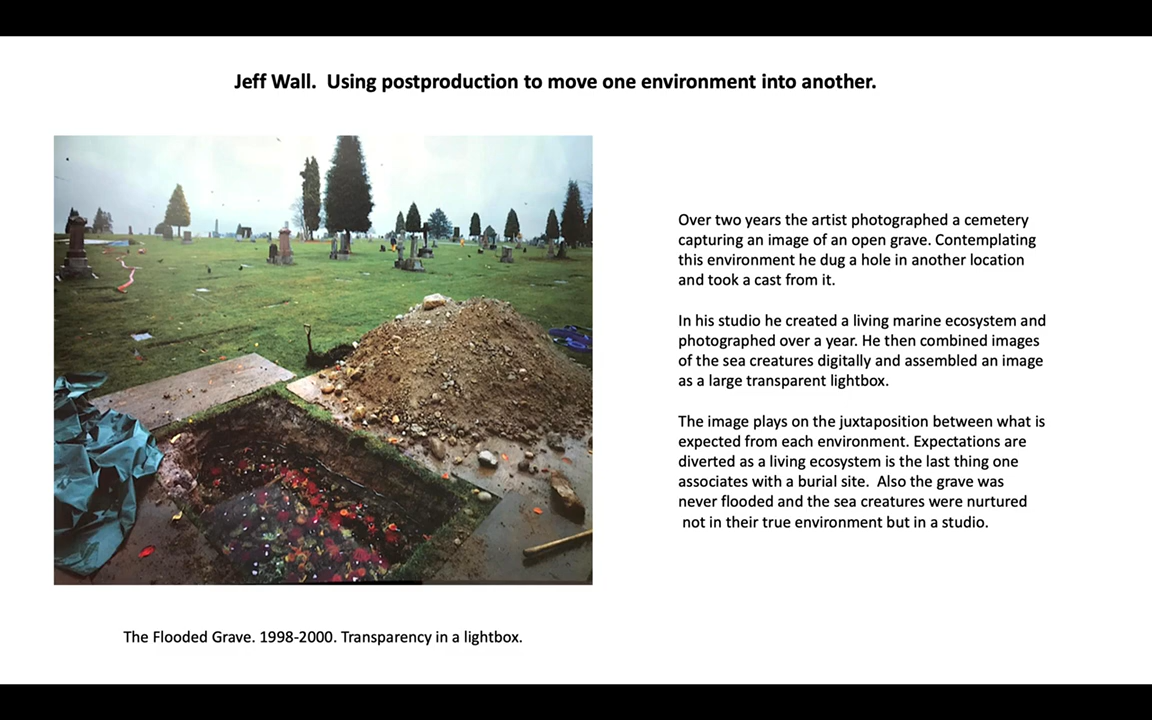 Jeff Wall.  Using postproduction to move one environment into another.
Over two years the artist photographed a cemetery
capturing an image of an open grave. Contemplating
this environment he dug a hole in another location
and took a cast from it.
In his studio he created a living marine ecosystem and
photographed over a year. He then combined images
of the sea creatures digitally and assembled an image
as a large transparent lightbox.
The image plays on the juxtaposition between what is
expected from each environment. Expectations are
diverted as a living ecosystem is the last thing one
associates with a burial site.  Also the grave was
never flooded and the sea creatures were nurtured
not in their true environment but in a studio.
The Flooded Grave. 1998-2000. Transparency in a lightbox.